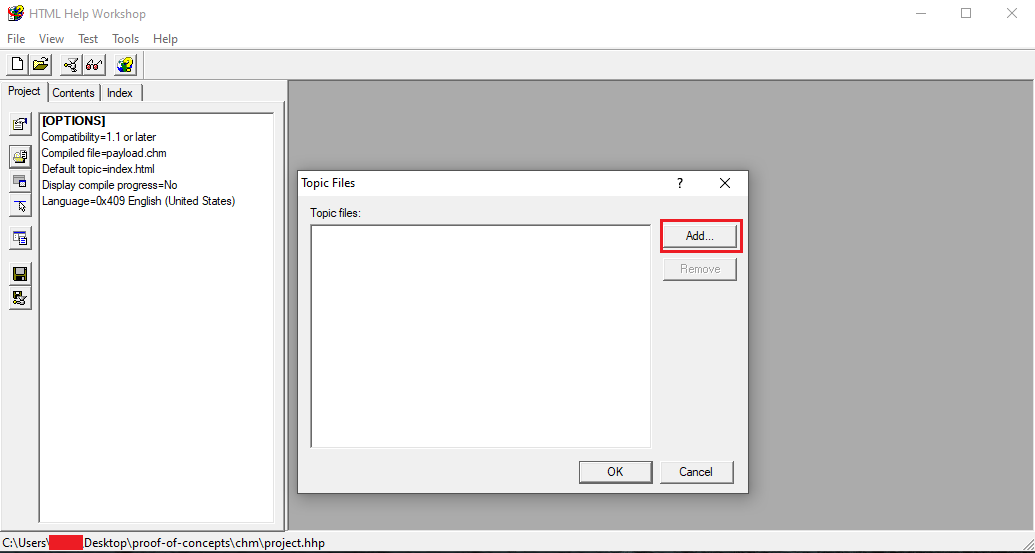 HTML Help Workshop
File View Test Tools Help
Project Contents Index
[OPTIONS]
Compatibility=1.1 or later
Compiled file=payload.chm
Default topic=index.html
Display compile progress=No
Language=0x409 English (United States)
Topic Files ?
Topic files:
Add...
Remove
OK Cancel
C:\Users\ Desktop\proof-of-concepts\chm\project.hhp